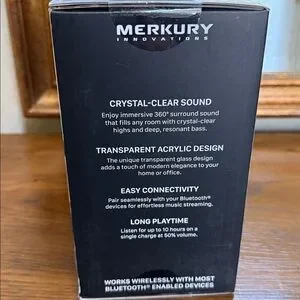 MERKURY
INNOVATIONS
CRYSTAL-CLEAR SOUND
Enjoy immersive 360° surround sound
that fills any room with crystal-clear
highs and deep, resonant bass.
TRANSPARENT ACRYLIC DESIGN
The unique transparent glass design
adds a touch of modern elegance to your
home or office.
EASY CONNECTIVITY
Pair seamlessly with your Bluetooth®
devices for effortless music streaming.
LONG PLAYTIME
Listen for up to 10 hours on a
single charge at 50% volume.
WORKS WIRELESSLY WITH MOST
BLUETOOTH® ENABLED DEVICES